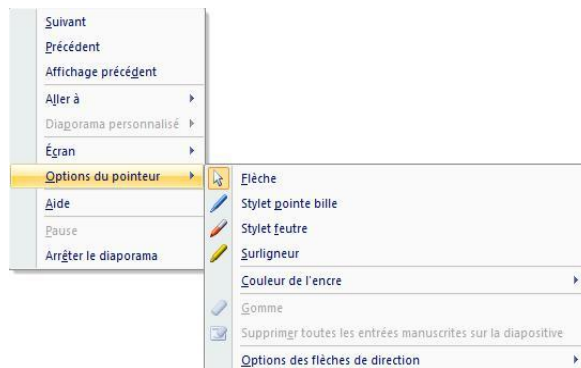 Suivant
Précédent
Affichage précédent
Aller à
Diaporama personnalisé
Écran
Options du pointeur
Aide
Pause
Arrêter le diaporama
Flèche
Stylet pointe bille
Stylet feutre
Surligneur
Couleur de l'encre
Gomme
Supprimer toutes les entrées manuscrites sur la diapositive
Options des flèches de direction